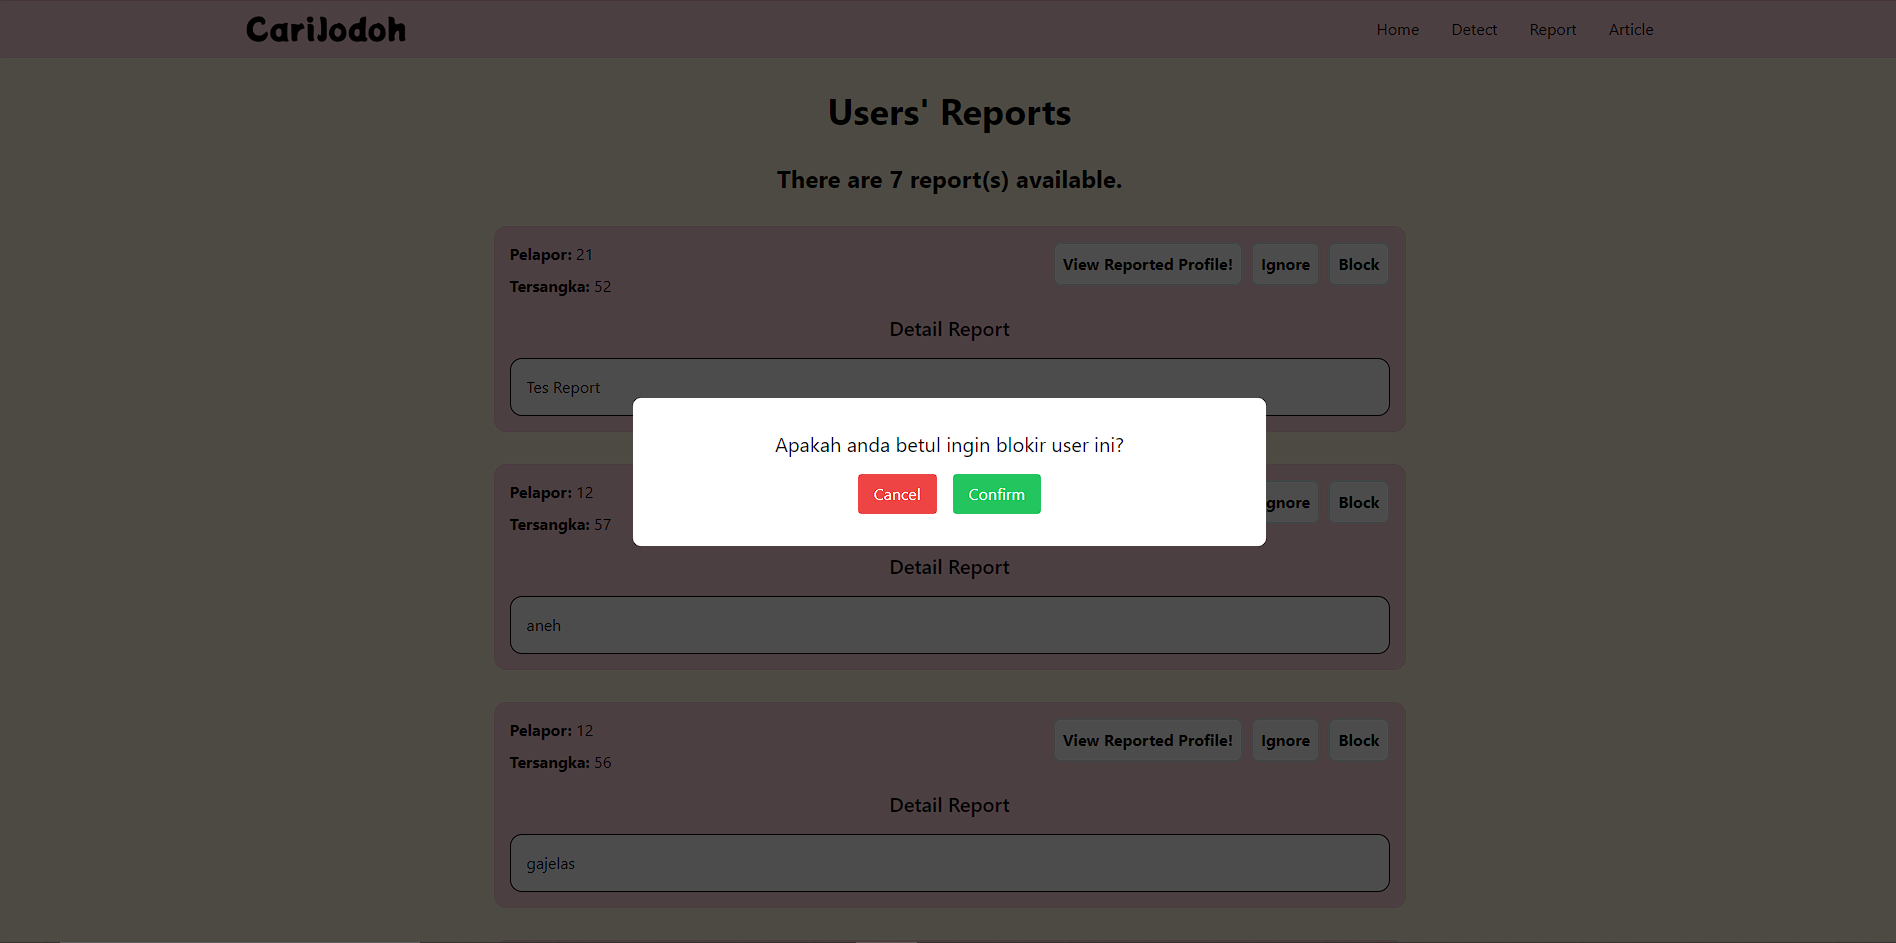 CariJodoh
Home Detect Report Article
Users' Reports
There are 7 report(s) available.
Pelapor: 21
View Reported Profile! Ignore Block
Tersangka: 52
Detail Report
Tes Report
Apakah anda betul ingin blokir user ini?
Cancel Confirm
Pelapor: 12
gnore Block
Tersangka: 57
Detail Report
aneh
Pelapor: 12
View Reported Profile! Ignore Block
Tersangka: 56
Detail Report
gajelas